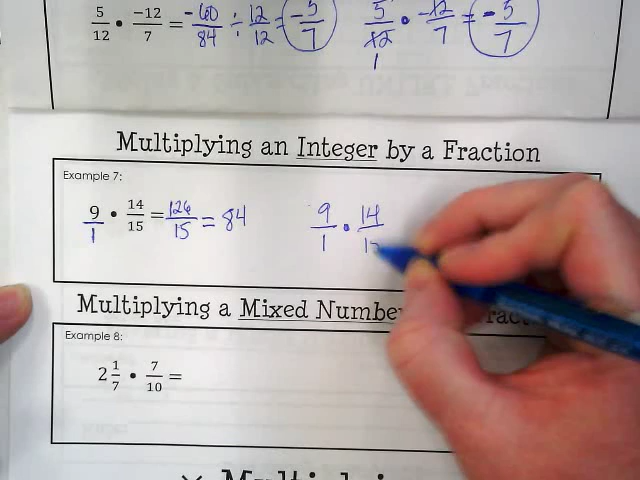 5/12 • -12/7 = -60/84 ÷ 12/12 = -5/7 5/12 • -12/7 = -5/7
1
Multiplying an Integer by a Fraction
Example 7:
9/1 • 14/15 = 126/15 = 84 9/1 • 14/1
Multiplying a Mixed Numbe
Example 8:
2 1/7 • 7/10 =